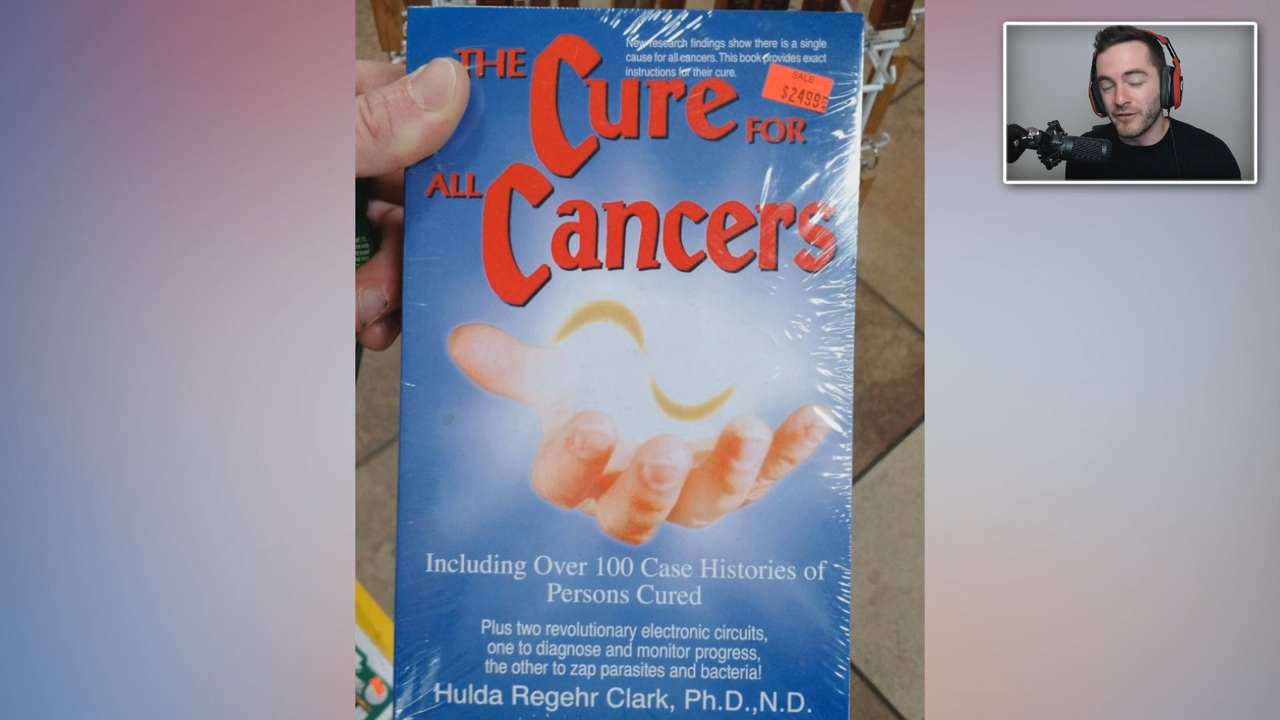 New research findings show there is a single
cause for all cancers. This book provides exact
instructions for their cure.
THE Cure FOR
SALE
$2499
ALL Cancers
Including Over 100 Case Histories of
Persons Cured
Plus two revolutionary electronic circuits,
one to diagnose and monitor progress,
the other to zap parasites and bacteria!
Hulda Regehr Clark, Ph.D.,N.D.